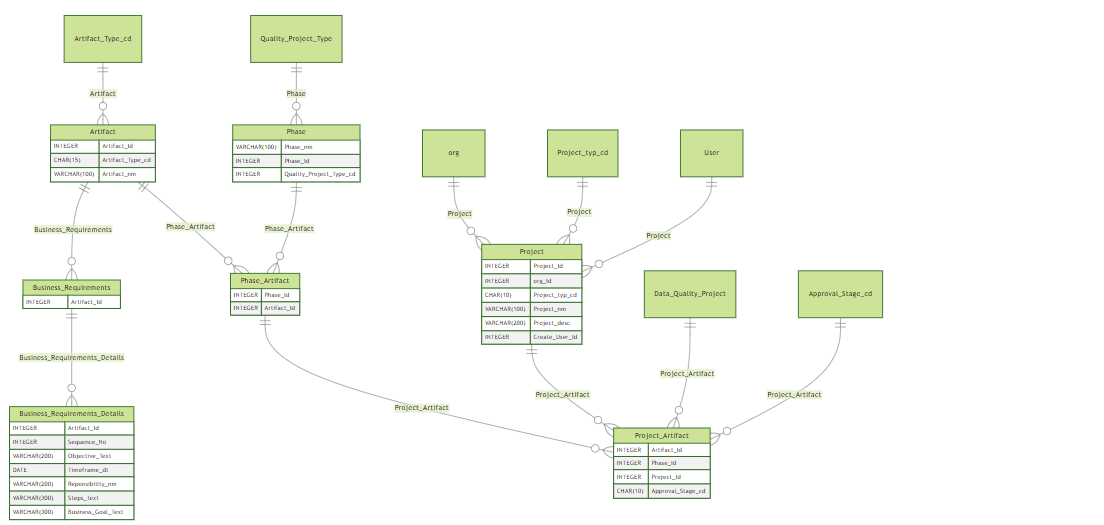 Artifact_Type_cd
Quality_Project_Type
Artifact
Phase
Artifact
INTEGER Artifact_Id
CHAR(15) Artifact_Type_cd
VARCHAR(100) Artifact_nm
Phase
VARCHAR(100) Phase_nm
INTEGER Phase_Id
INTEGER Quality_Project_Type_cd
org
Project_typ_cd
User
Business_Requirements
Phase_Artifact
Phase_Artifact
Project
Project
Project
Business_Requirements
INTEGER Artifact_Id
Phase_Artifact
INTEGER Phase_Id
INTEGER Artifact_Id
Project
INTEGER Project_Id
INTEGER org_Id
CHAR(10) Project_typ_cd
VARCHAR(100) Project_nm
VARCHAR(200) Project_desc
INTEGER Create_User_Id
Data_Quality_Project
Approval_Stage_cd
Business_Requirements_Details
Project_Artifact
Project_Artifact
Project_Artifact
Project_Artifact
Business_Requirements_Details
INTEGER Artifact_Id
INTEGER Sequence_No
VARCHAR(200) Objective_Text
DATE Timeframe_dt
VARCHAR(200) Reponsibility_nm
VARCHAR(300) Steps_Text
VARCHAR(300) Business_Goal_Text
Project_Artifact
INTEGER Artifact_Id
INTEGER Phase_Id
INTEGER Project_Id
CHAR(10) Approval_Stage_cd